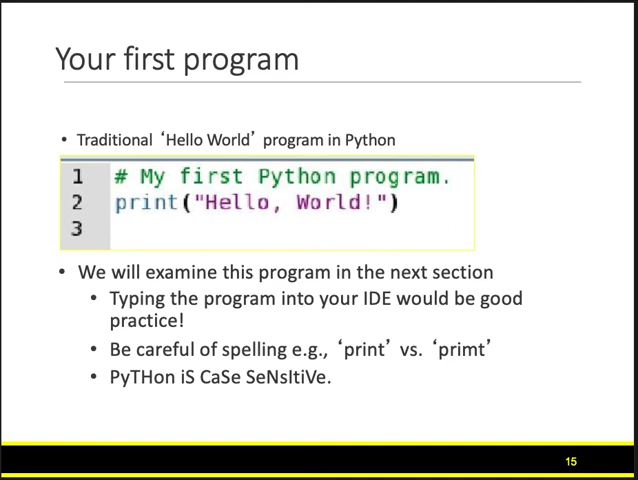 Your first program
• Traditional ‘Hello World’ program in Python
1 # My first Python program.
2 print("Hello, World!")
3
• We will examine this program in the next section
• Typing the program into your IDE would be good
practice!
• Be careful of spelling e.g., ‘print’ vs. ‘primt’
• PyTHon iS CaSe SeNsItiVe.
15